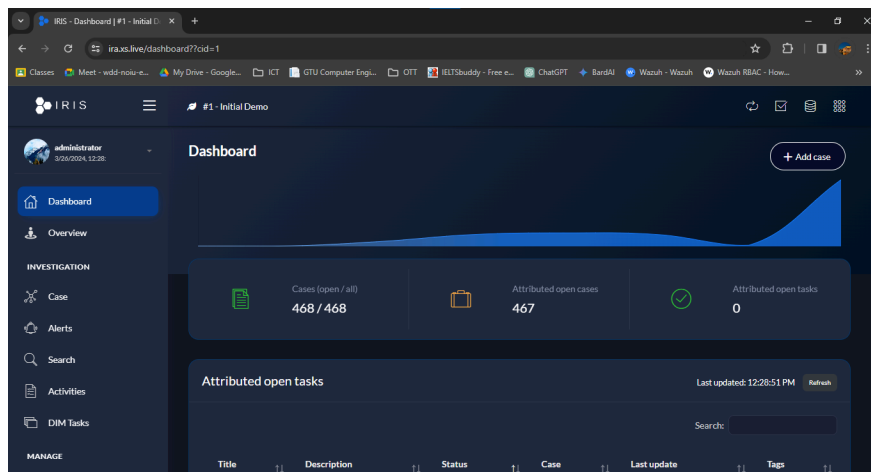 IRIS - Dashboard | #1 - Initial D
ira.xs.live/dashboard??cid=1
Classes
Meet - wdd-noiu-e...
My Drive - Google...
ICT
GTU Computer Engi...
OTT
IELTSbuddy - Free e...
ChatGPT
BardAI
Wazuh - Wazuh
Wazuh RBAC - How...
»
IRIS
#1 - Initial Demo
administrator
3/26/2024, 12:28:
Dashboard
+ Add case
Dashboard
Overview
INVESTIGATION
Case
Alerts
Search
Activities
DIM Tasks
MANAGE
Cases (open / all)
468 / 468
Attributed open cases
467
Attributed open tasks
0
Attributed open tasks
Last updated: 12:28:51 PM
Refresh
Search:
Title
Description
Status
Case
Last update
Tags